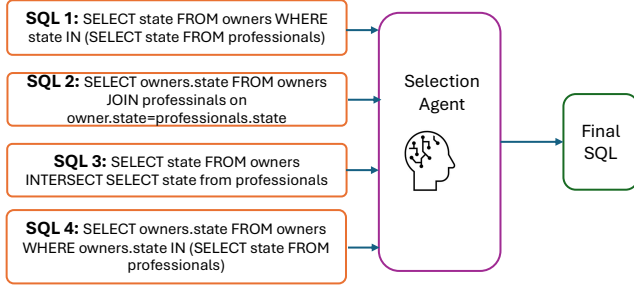 SQL 1: SELECT state FROM owners WHERE
state IN (SELECT state FROM professionals)
SQL 2: SELECT owners.state FROM owners
JOIN professinals on
owner.state=professionals.state
SQL 3: SELECT state FROM owners
INTERSECT SELECT state from professionals
SQL 4: SELECT owners.state FROM owners
WHERE owners.state IN (SELECT state FROM
professionals)
Selection
Agent
Final
SQL